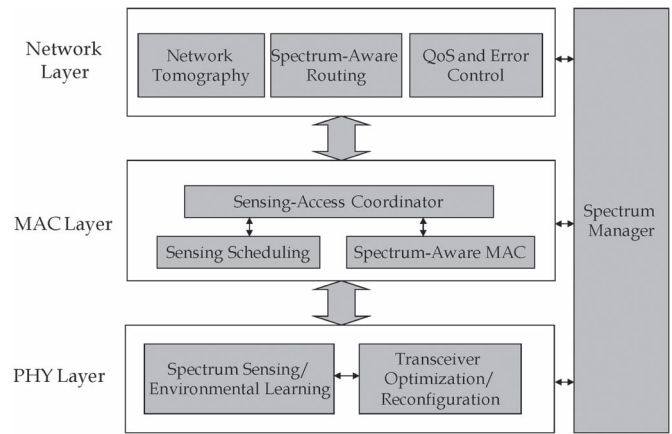 Network
Layer
Network
Tomography
Spectrum-Aware
Routing
QoS and Error
Control
MAC Layer
Sensing-Access Coordinator
Sensing Scheduling
Spectrum-Aware MAC
Spectrum
Manager
PHY Layer
Spectrum Sensing/
Environmental Learning
Transceiver
Optimization/
Reconfiguration